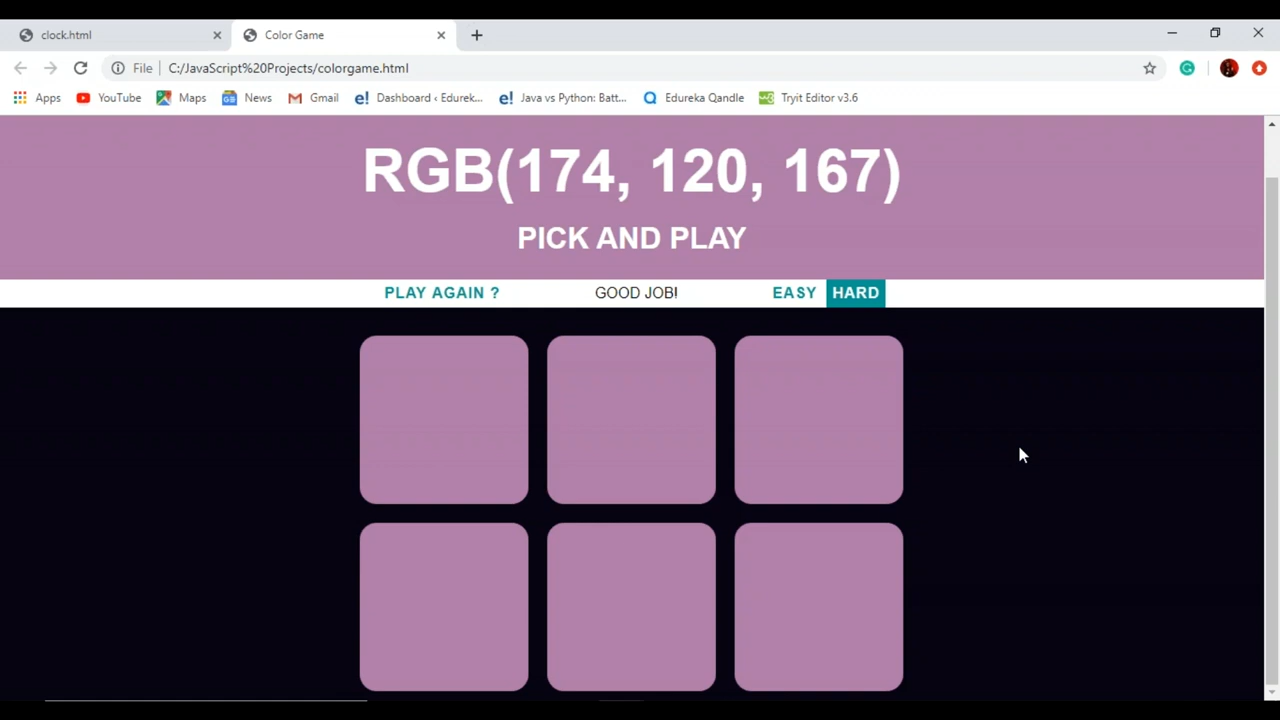 clock.html
Color Game
File
C:/JavaScript%20Projects/colorgame.html
Apps
YouTube
Maps
News
Gmail
Dashboard ‹ Edurek...
Java vs Python: Batt...
Edureka Qandle
Tryit Editor v3.6
RGB(174, 120, 167)
PICK AND PLAY
PLAY AGAIN ?
GOOD JOB!
EASY
HARD